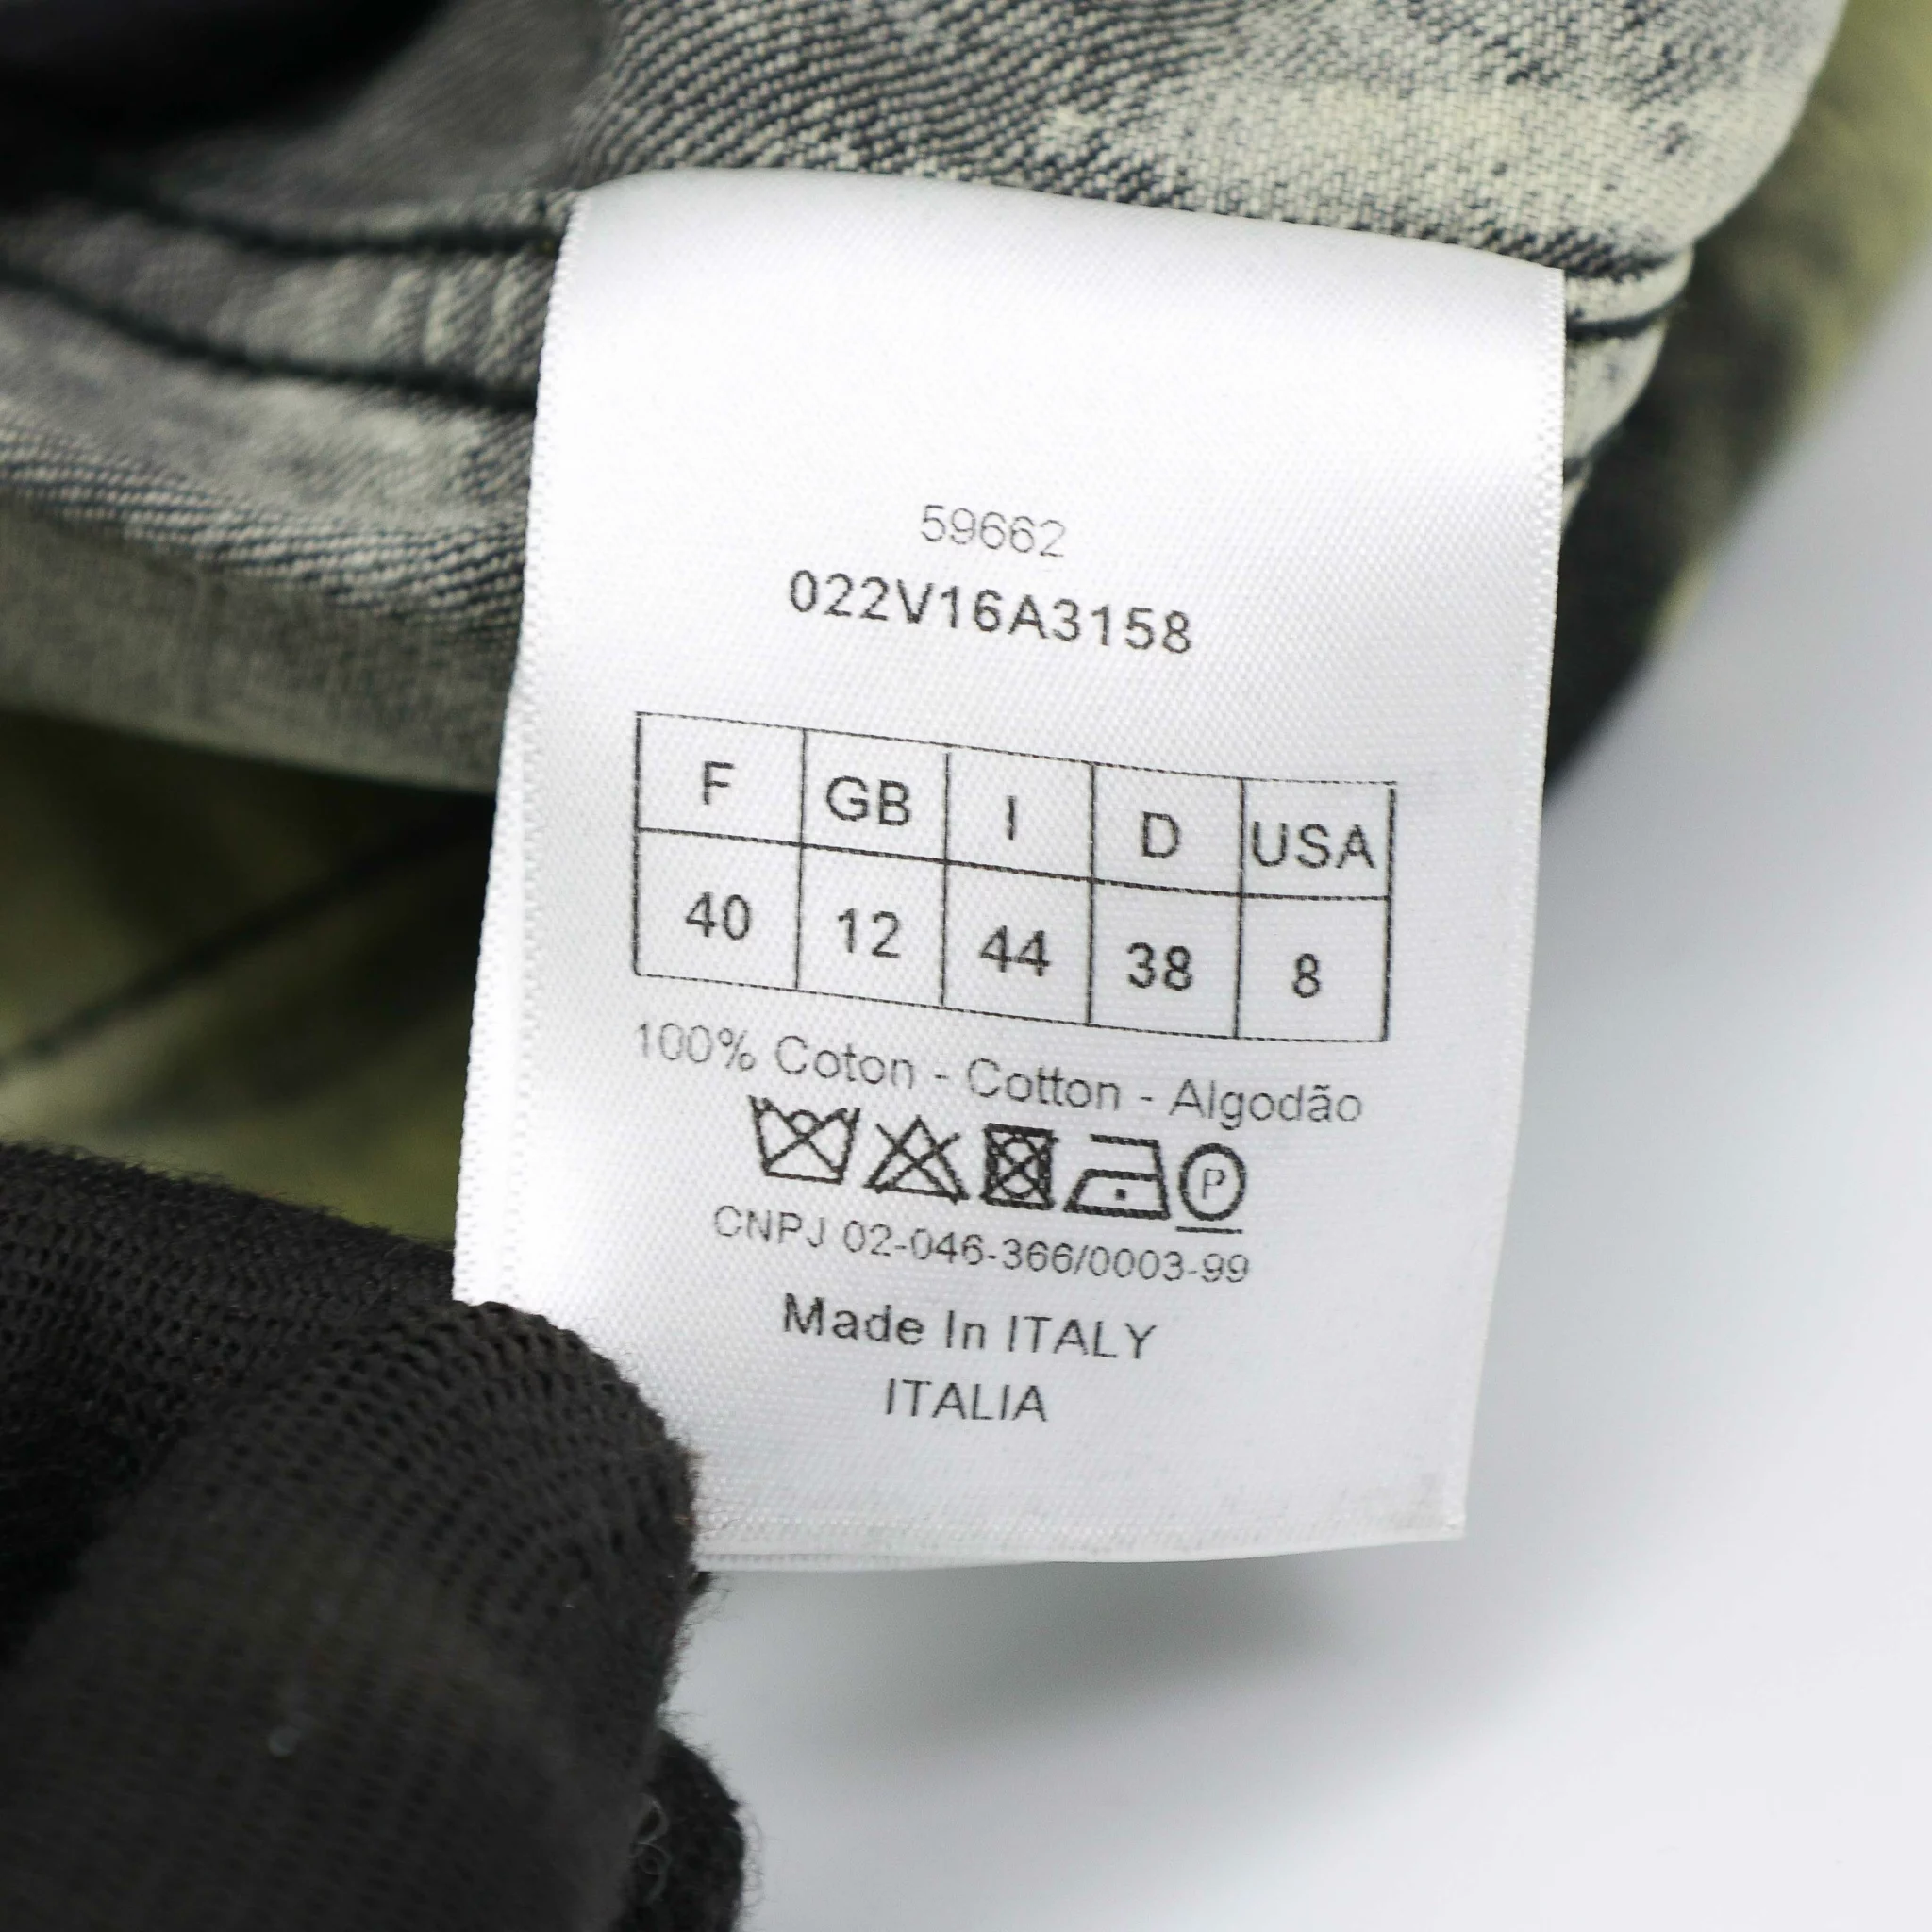 59662
022V16A3158
F GB I D USA
40 12 44 38 8
100% Coton - Cotton - Algodão
P
CNPJ 02-046-366/0003-99
Made In ITALY
ITALIA